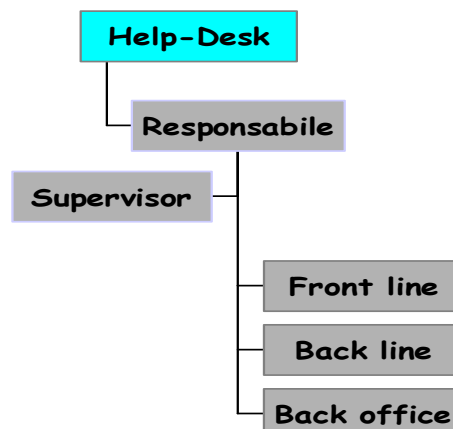 Help-Desk
Responsabile
Supervisor
Front line
Back line
Back office